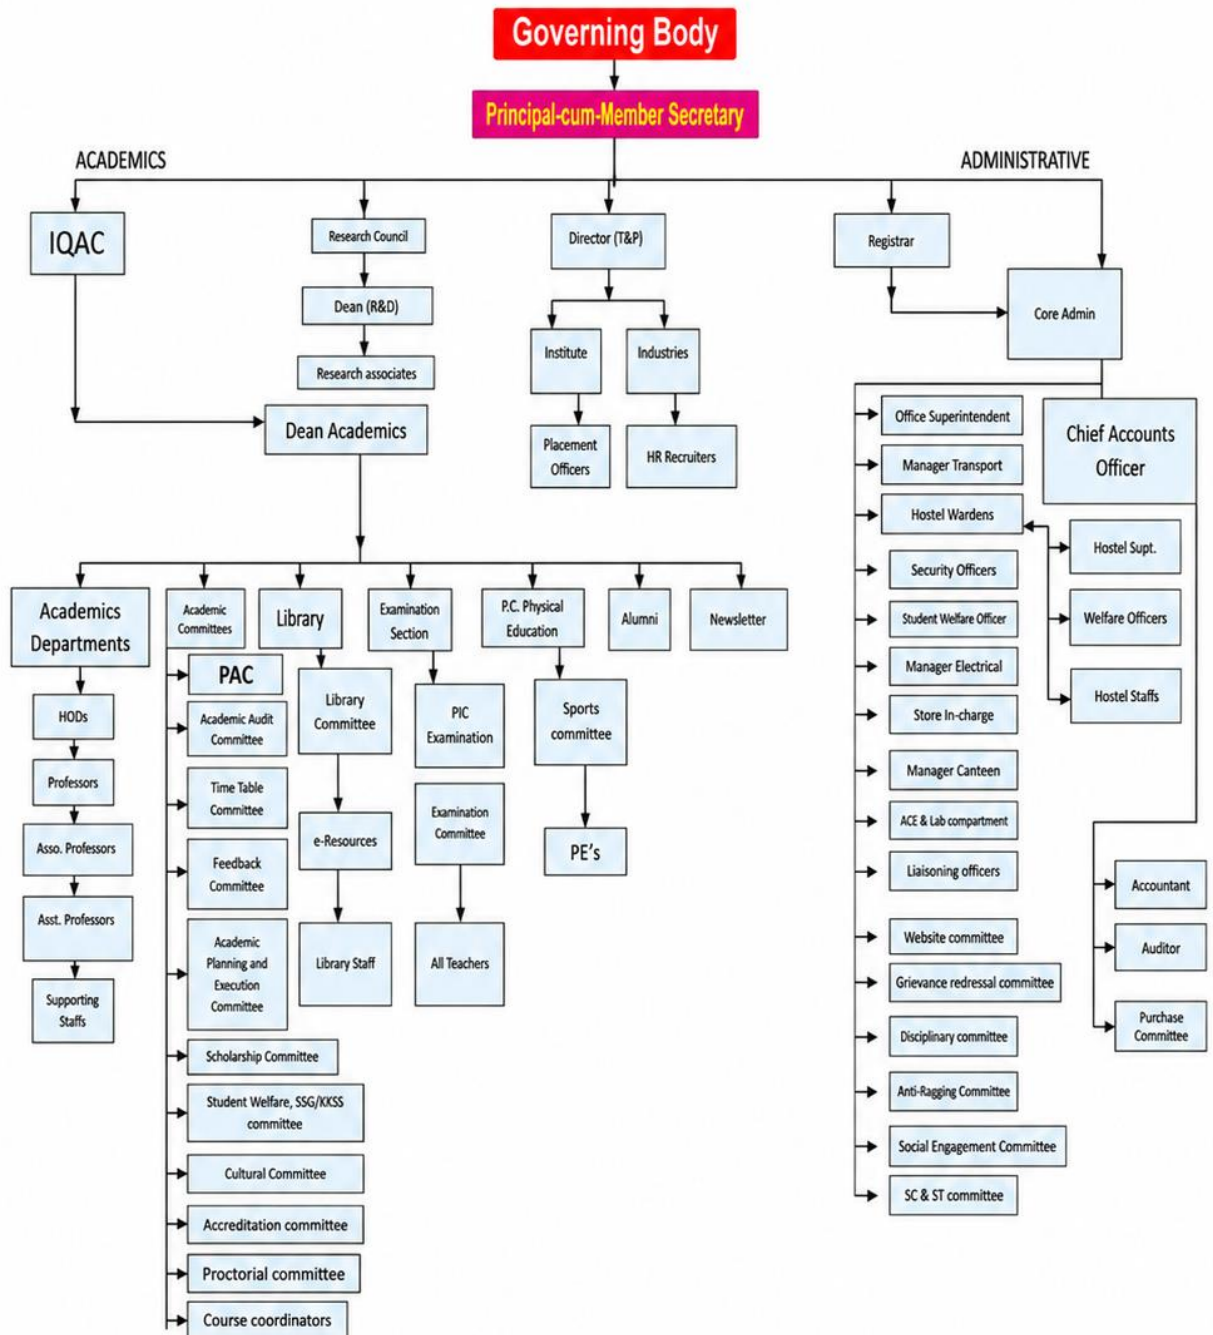 Governing Body
Principal-cum-Member Secretary
ACADEMICS
ADMINISTRATIVE
IQAC
Research Council
Director (T&P)
Registrar
Core Admin
Dean (R&D)
Research associates
Institute
Industries
Placement
Officers
HR Recruiters
Dean Academics
Academics
Departments
HODs
Professors
Asso. Professors
Asst. Professors
Supporting
Staffs
Academic
Committees
PAC
Academic Audit
Committee
Time Table
Committee
Feedback
Committee
Academic
Planning and
Execution
Committee
Scholarship Committee
Student Welfare, SSG/KKSS
committee
Cultural Committee
Accreditation committee
Proctorial committee
Course coordinators
Library
Library
Committee
e-Resources
Library Staff
Examination
Section
PIC
Examination
Examination
Committee
All Teachers
P.C. Physical
Education
Sports
committee
PE's
Alumni
Newsletter
Office Superintendent
Manager Transport
Hostel Wardens
Security Officers
Student Welfare Officer
Manager Electrical
Store In-charge
Manager Canteen
ACE & Lab compartment
Liaisoning officers
Website committee
Grievance redressal committee
Disciplinary committee
Anti-Ragging Committee
Social Engagement Committee
SC & ST committee
Hostel Supt.
Welfare Officers
Hostel Staffs
Chief Accounts
Officer
Accountant
Auditor
Purchase
Committee